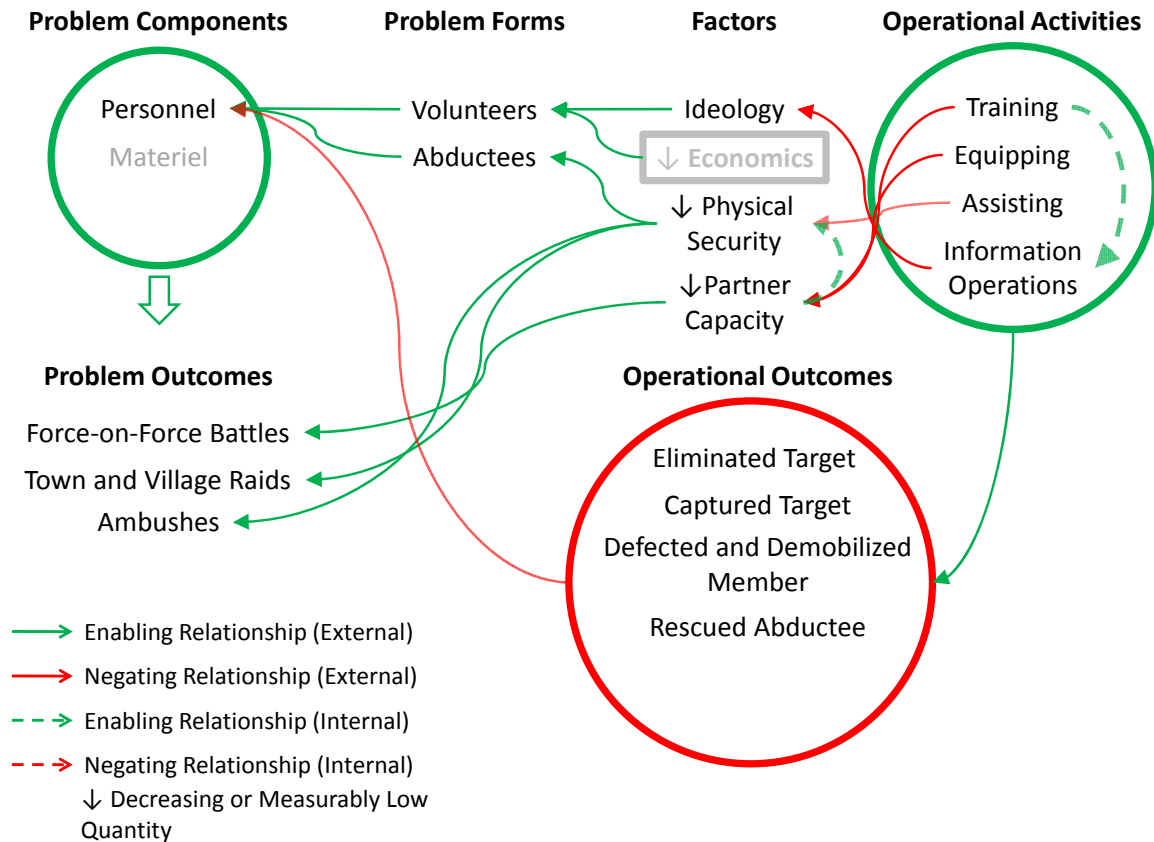 Problem Components
Problem Forms
Factors
Operational Activities
Personnel
Materiel
Volunteers
Abductees
Ideology
↓ Economics
↓ Physical
Security
↓Partner
Capacity
Training
Equipping
Assisting
Information
Operations
Problem Outcomes
Force-on-Force Battles
Town and Village Raids
Ambushes
Operational Outcomes
Eliminated Target
Captured Target
Defected and Demobilized
Member
Rescued Abductee
Enabling Relationship (External)
Negating Relationship (External)
Enabling Relationship (Internal)
Negating Relationship (Internal)
↓ Decreasing or Measurably Low
Quantity